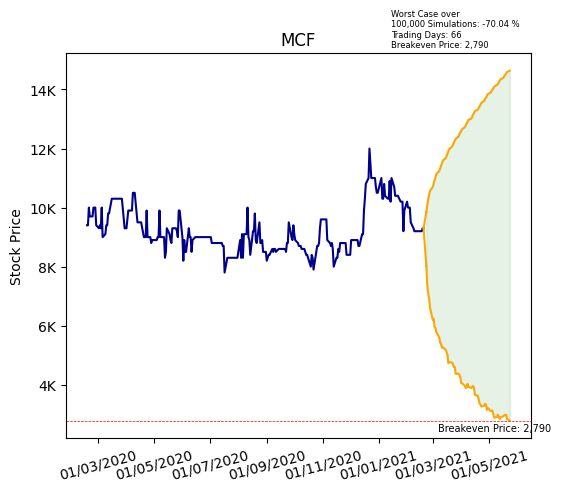 Worst Case over
100,000 Simulations: -70.04 %
Trading Days: 66
Breakeven Price: 2,790
MCF
Stock Price
14K
12K
10K
8K
6K
4K
Breakeven Price: 2,790
01/03/2020 01/05/2020 01/07/2020 01/09/2020 01/11/2020 01/01/2021 01/03/2021 01/05/2021